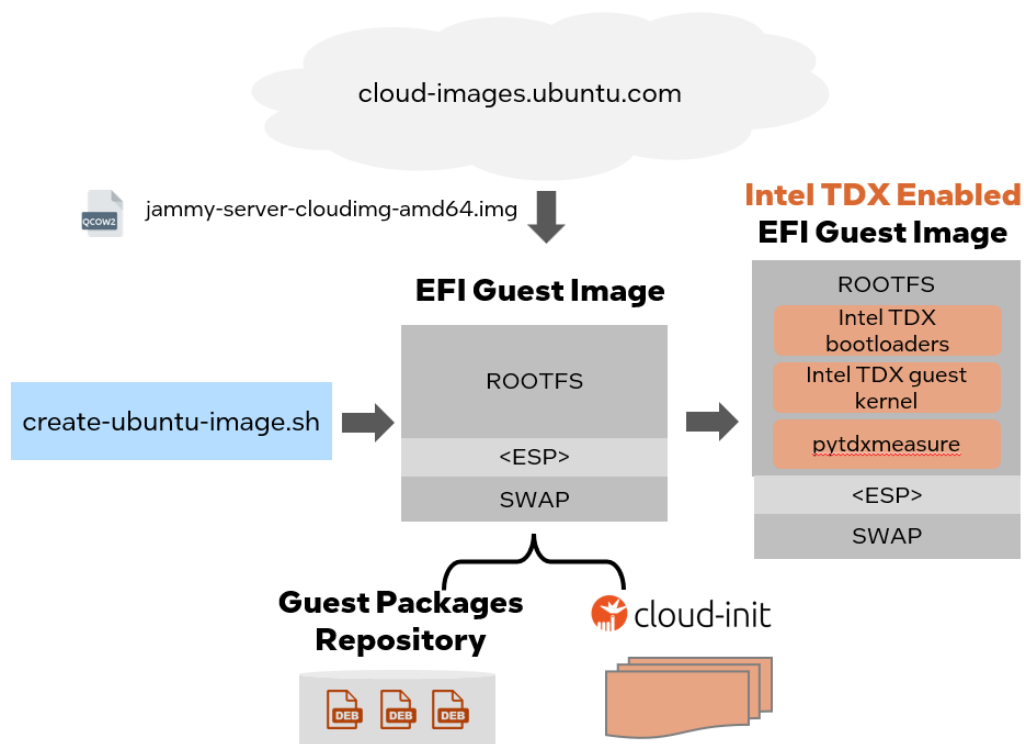 cloud-images.ubuntu.com
QCOW2
jammy-server-cloudimg-amd64.img
Intel TDX Enabled
EFI Guest Image
EFI Guest Image
ROOTFS
Intel TDX
bootloaders
Intel TDX guest
kernel
pytdxmeasure
<ESP>
SWAP
create-ubuntu-image.sh
ROOTFS
<ESP>
SWAP
Guest Packages
Repository
DEB
DEB
DEB
cloud-init